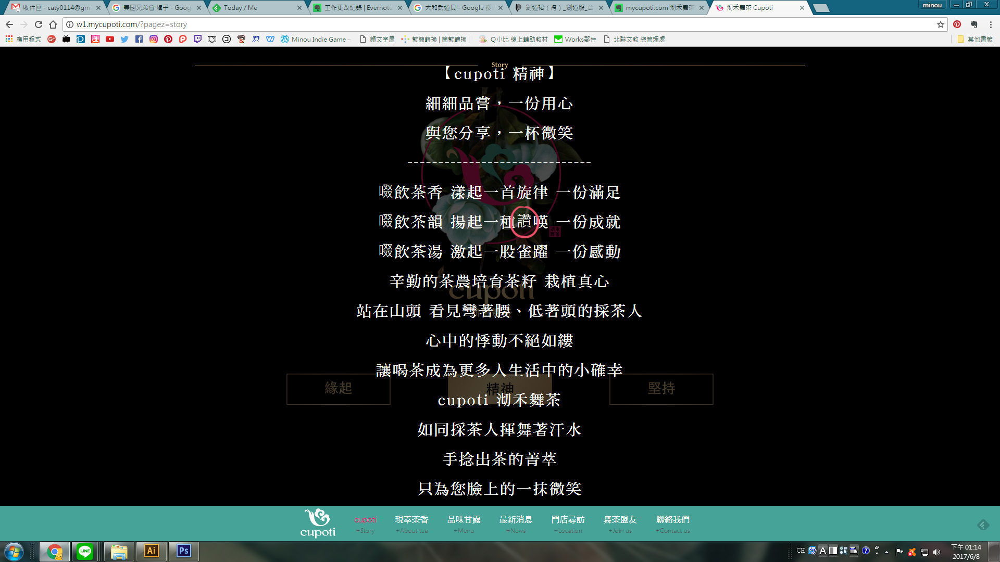 收件匣 - caty0114@gm
美國兄弟會 旗子 - Goog
Today / Me
工作更改紀錄 | Evernote
大和武道具 - Google 搜
劍道裙（袴）_劍道服_台
mycupoti.com 沏禾舞茶
沏禾舞茶 Cupoti
minou
w1.mycupoti.com/?pagez=story
應用程式
Minou Indie Game –
顏文字屋
繁簡轉換 | 簡繁轉換 |
Q小比 線上輔助教材
Works郵件
北聯文教 總管理處
其他書籤
Story
【cupoti 精神】
細細品嘗，一份用心
與您分享，一杯微笑
------------------------------
啜飲茶香 漾起一首旋律 一份滿足
啜飲茶韻 揚起一種讚嘆 一份成就
啜飲茶湯 激起一股雀躍 一份感動
辛勤的茶農培育茶籽 栽植真心
cupoti
站在山頭 看見彎著腰、低著頭的採茶人
心中的悸動不絕如縷
讓喝茶成為更多人生活中的小確幸
緣起
精神
堅持
cupoti 沏禾舞茶
如同採茶人揮舞著汗水
手捻出茶的菁萃
只為您臉上的一抹微笑
cupoti
cupoti
+Story
現萃茶香
+About tea
品味甘露
+Menu
最新消息
+News
門店尋訪
+Location
舞茶盟友
+Join us
聯絡我們
+Contact us
LINE
Ai
Ps
CH
下午 01:14
2017/6/8